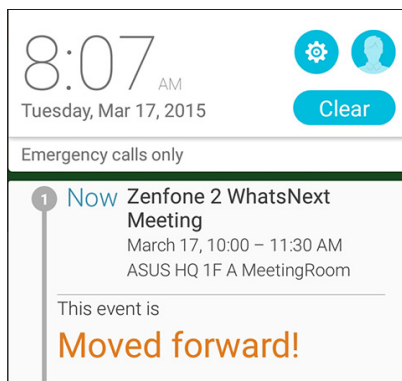 8:07 AM
Tuesday, Mar 17, 2015
Clear
Emergency calls only
1 Now Zenfone 2 WhatsNext
Meeting
March 17, 10:00 – 11:30 AM
ASUS HQ 1F A MeetingRoom
This event is
Moved forward!